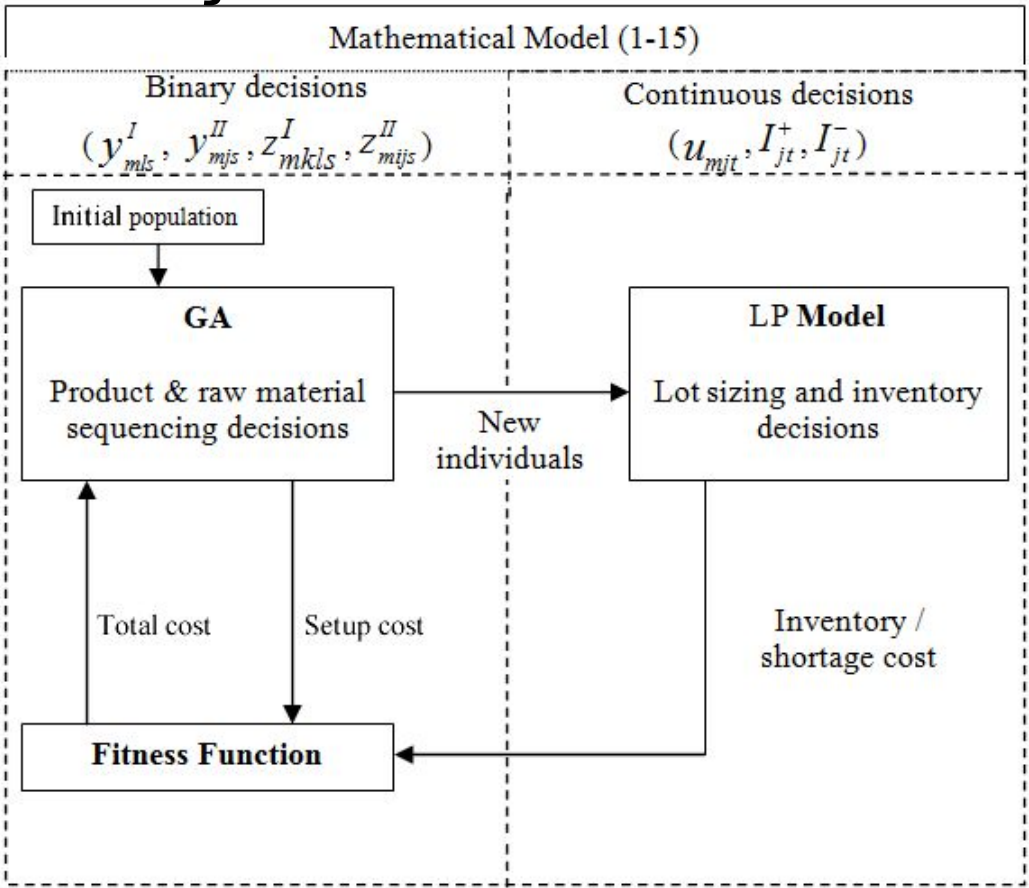 Mathematical Model (1-15)
Binary decisions
(y^I_mls, y^II_mjs, z^I_mkls, z^II_mijs)
Continuous decisions
(u_mjt, I^+_jt, I^-_jt)
Initial population
GA
Product & raw material
sequencing decisions
New
individuals
LP Model
Lot sizing and inventory
decisions
Total cost
Setup cost
Inventory /
shortage cost
Fitness Function